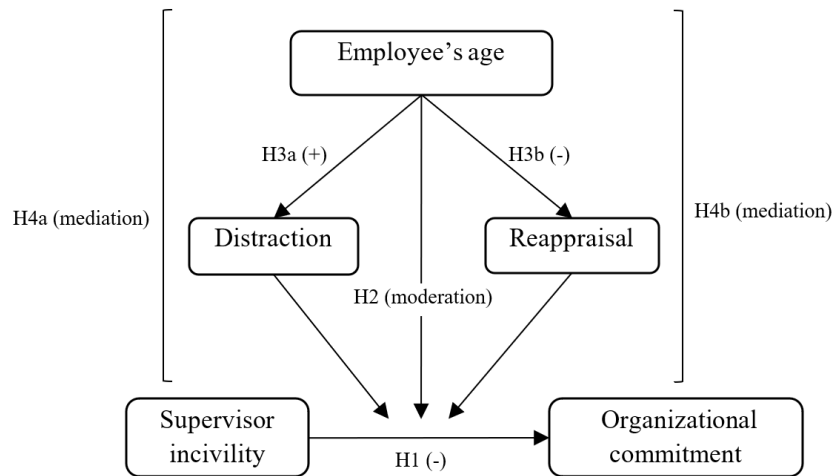 Employee’s age
H3a (+)
H3b (-)
H4a (mediation)
H4b (mediation)
Distraction
Reappraisal
H2 (moderation)
Supervisor
incivility
Organizational
commitment
H1 (-)